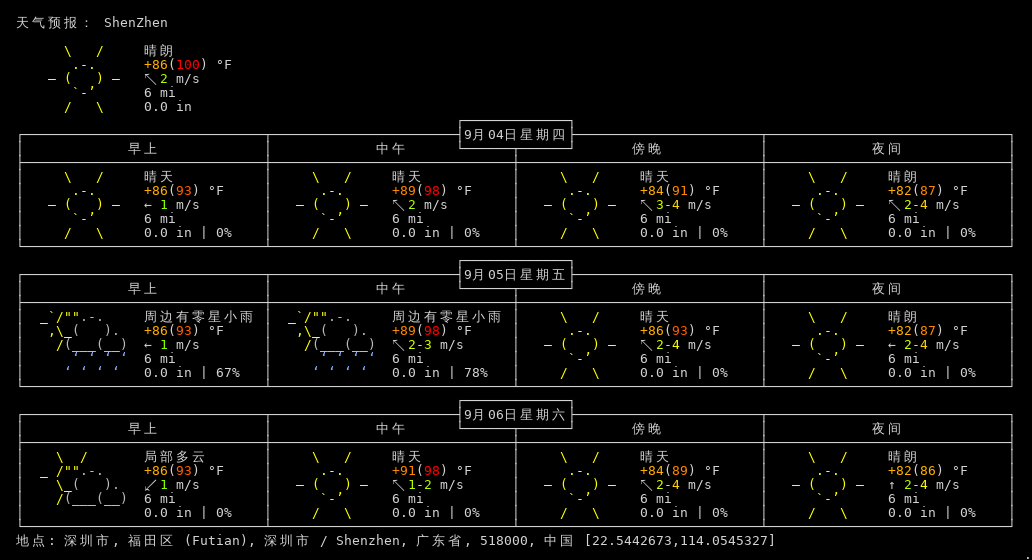 天气预报： ShenZhen
晴朗
+86(100) °F
↖ 2 m/s
6 mi
0.0 in
9月04日星期四
早上 中午 傍晚 夜间
晴天 晴天 晴天 晴朗
+86(93) °F +89(98) °F +84(91) °F +82(87) °F
← 1 m/s ↖ 2 m/s ↖ 3-4 m/s ↖ 2-4 m/s
6 mi 6 mi 6 mi 6 mi
0.0 in | 0% 0.0 in | 0% 0.0 in | 0% 0.0 in | 0%
9月05日星期五
早上 中午 傍晚 夜间
周边有零星小雨 周边有零星小雨 晴天 晴朗
+86(93) °F +89(98) °F +86(93) °F +82(87) °F
← 1 m/s ↖ 2-3 m/s ↖ 2-4 m/s ← 2-4 m/s
6 mi 6 mi 6 mi 6 mi
0.0 in | 67% 0.0 in | 78% 0.0 in | 0% 0.0 in | 0%
9月06日星期六
早上 中午 傍晚 夜间
局部多云 晴天 晴天 晴朗
+86(93) °F +91(98) °F +84(89) °F +82(86) °F
↙ 1 m/s ↖ 1-2 m/s ↖ 2-4 m/s ↑ 2-4 m/s
6 mi 6 mi 6 mi 6 mi
0.0 in | 0% 0.0 in | 0% 0.0 in | 0% 0.0 in | 0%
地点: 深圳市, 福田区 (Futian), 深圳市 / Shenzhen, 广东省, 518000, 中国 [22.5442673,114.0545327]